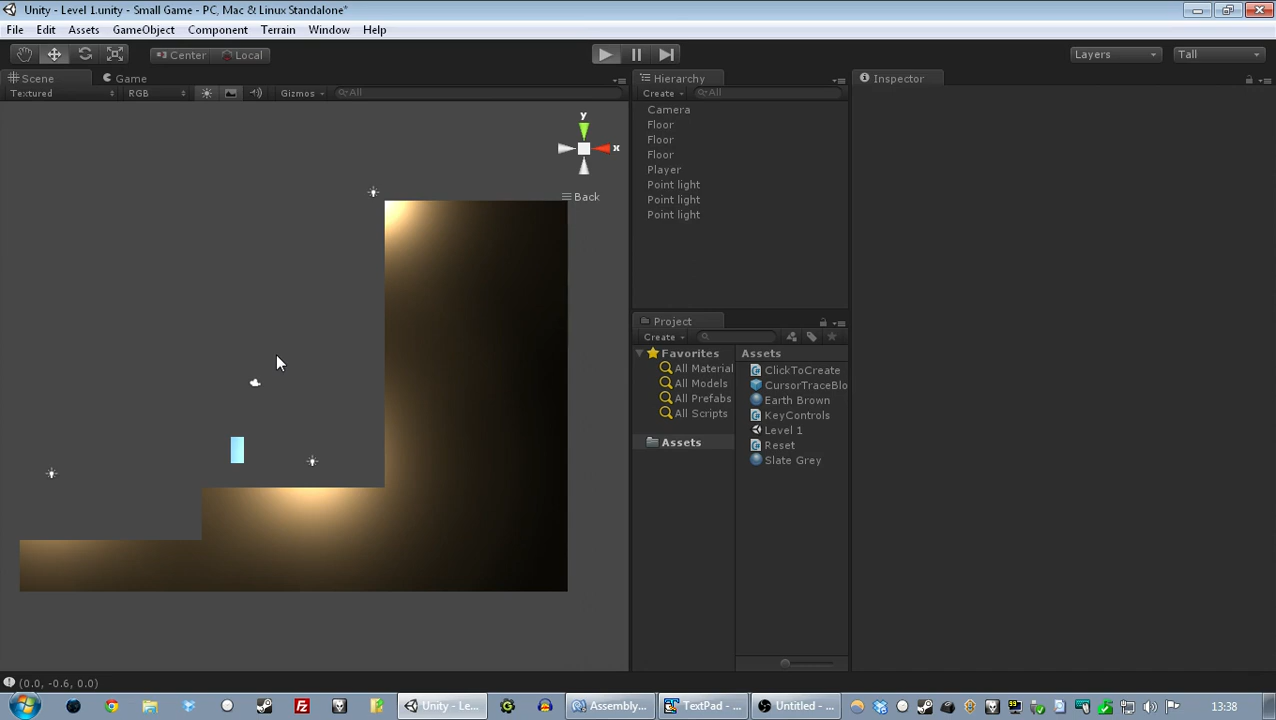 Unity - Level 1.unity - Small Game - PC, Mac & Linux Standalone*
File Edit Assets GameObject Component Terrain Window Help
Center Local Layers Tall
Scene Game
Textured RGB Gizmos All
y
x
Back
Hierarchy
Create All
Camera
Floor
Floor
Floor
Player
Point light
Point light
Point light
Project
Create
Favorites
All Material
All Models
All Prefabs
All Scripts
Assets
Assets
ClickToCreate
CursorTraceBlo
Earth Brown
KeyControls
Level 1
Reset
Slate Grey
Inspector
(0.0, -0.6, 0.0)
Unity - Le... Assembly... TextPad - ... Untitled - ... 13:38